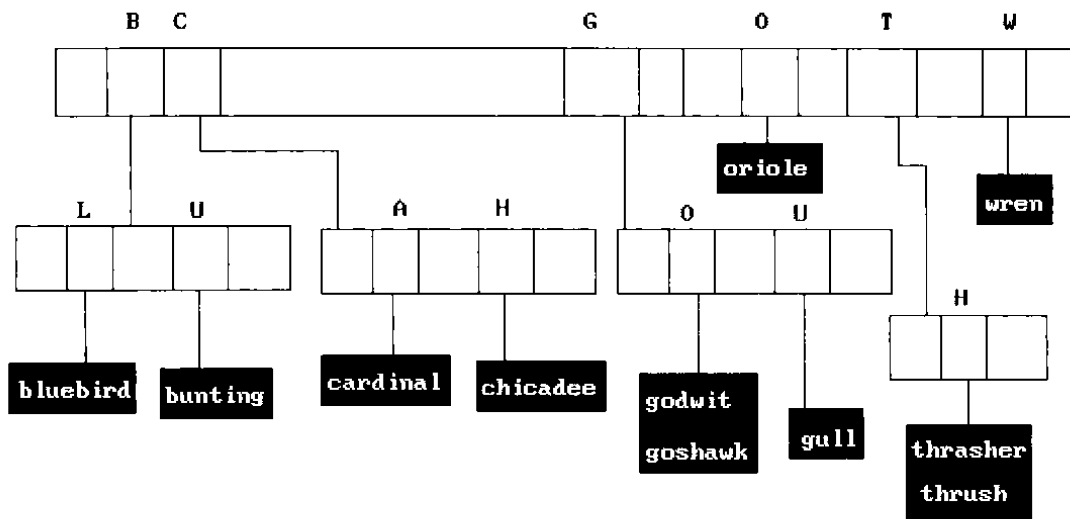 B C G O T W
oriole
wren
L U A H O U
H
bluebird
bunting
cardinal
chicadee
godwit
goshawk
gull
thrasher
thrush